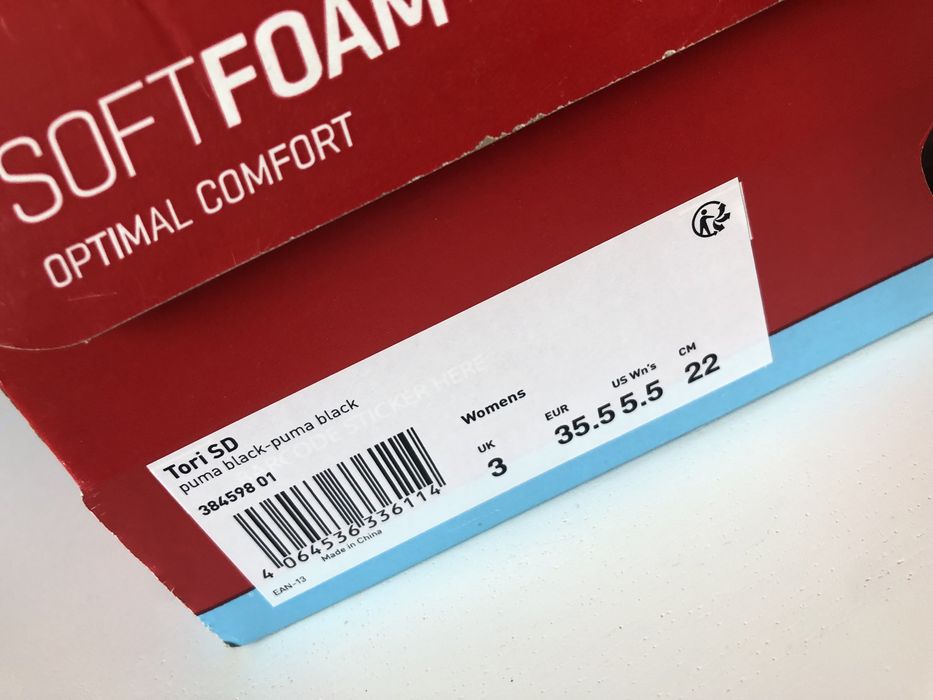 SOFTFOAM
OPTIMAL COMFORT
Tori SD
puma black-puma black
384598 01
4 064536 336114
EAN-13
Made in China
Womens
UK
3
EUR
35.5
US Wn's
5.5
CM
22